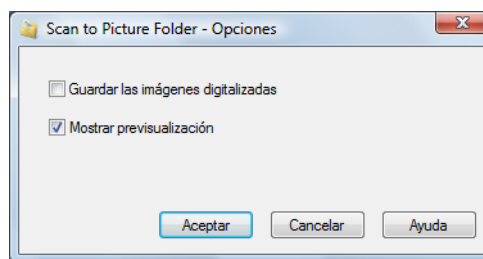 Scan to Picture Folder - Opciones
Guardar las imágenes digitalizadas
Mostrar previsualización
Aceptar Cancelar Ayuda